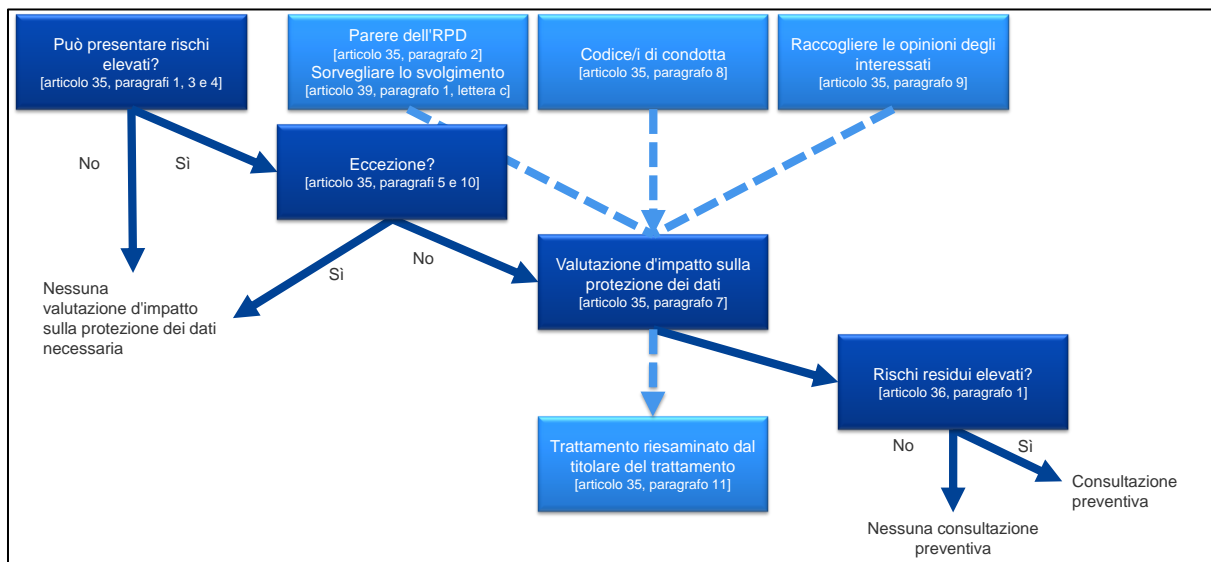 Può presentare rischi
elevati?
[articolo 35, paragrafi 1, 3 e 4]
Parere dell'RPD
[articolo 35, paragrafo 2]
Sorvegliare lo svolgimento
[articolo 39, paragrafo 1, lettera c]
Codice/i di condotta
[articolo 35, paragrafo 8]
Raccogliere le opinioni degli
interessati
[articolo 35, paragrafo 9]
No
Sì
Eccezione?
[articolo 35, paragrafi 5 e 10]
Sì
No
Nessuna
valutazione d'impatto
sulla protezione dei dati
necessaria
Valutazione d'impatto sulla
protezione dei dati
[articolo 35, paragrafo 7]
Rischi residui elevati?
[articolo 36, paragrafo 1]
Trattamento riesaminato dal
titolare del trattamento
[articolo 35, paragrafo 11]
No
Sì
Consultazione
preventiva
Nessuna consultazione
preventiva